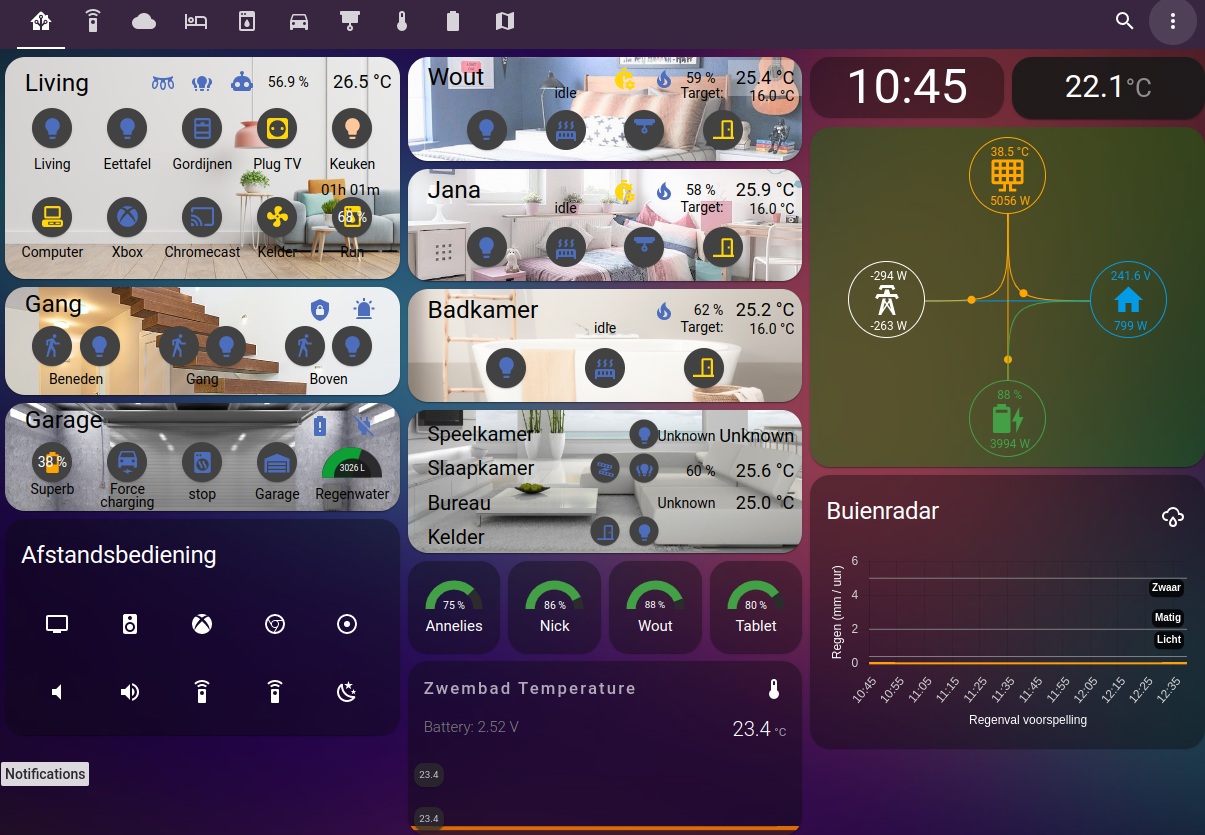 Living
56.9 %
26.5 °C
Living
Eettafel
Gordijnen
Plug TV
Keuken
01h 01m
68 %
Computer
Xbox
Chromecast
Kelder
Run
Gang
Beneden
Gang
Boven
Garage
38 %
3026 L
Superb
Force
charging
stop
Garage
Regenwater
Afstandsbediening
Notifications
Wout
idle
59 %
25.4 °C
Target:
16.0 °C
Jana
idle
58 %
25.9 °C
Target:
16.0 °C
Badkamer
idle
62 %
25.2 °C
Target:
16.0 °C
Speelkamer
Unknown
Unknown
Slaapkamer
60 %
25.6 °C
Bureau
Unknown
25.0 °C
Kelder
75 %
Annelies
86 %
Nick
88 %
Wout
80 %
Tablet
Zwembad Temperature
Battery: 2.52 V
23.4 °C
23.4
23.4
10:45
22.1°C
38.5 °C
5056 W
-294 W
-263 W
241.6 V
799 W
88 %
3994 W
Buienradar
Regen (mm / uur)
6
4
2
0
Zwaar
Matig
Licht
10:45
10:55
11:05
11:15
11:25
11:35
11:45
11:55
12:05
12:15
12:25
12:35
Regenval voorspelling